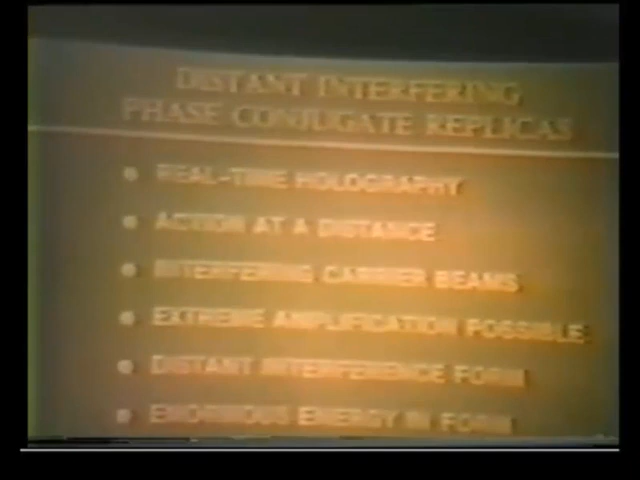 DISTANT INTERFERING
PHASE CONJUGATE REPLICAS
• REAL-TIME HOLOGRAPHY
• ACTION AT A DISTANCE
• INTERFERING CARRIER BEAMS
• EXTREME AMPLIFICATION POSSIBLE
• DISTANT INTERFERENCE FORM
• ENORMOUS ENERGY IN FORM